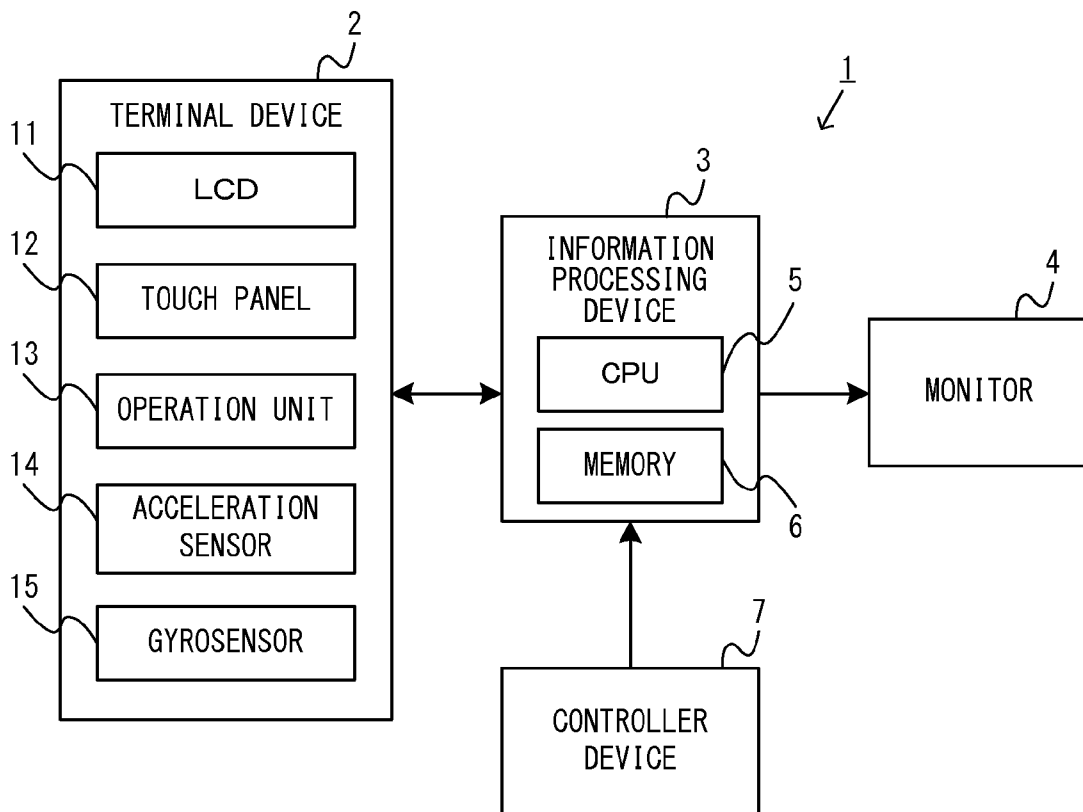 2
1
TERMINAL DEVICE
11
LCD
3
12
TOUCH PANEL
INFORMATION
PROCESSING
DEVICE
5
4
13
OPERATION UNIT
CPU
MONITOR
14
ACCELERATION
SENSOR
MEMORY
6
15
GYROSENSOR
7
CONTROLLER
DEVICE